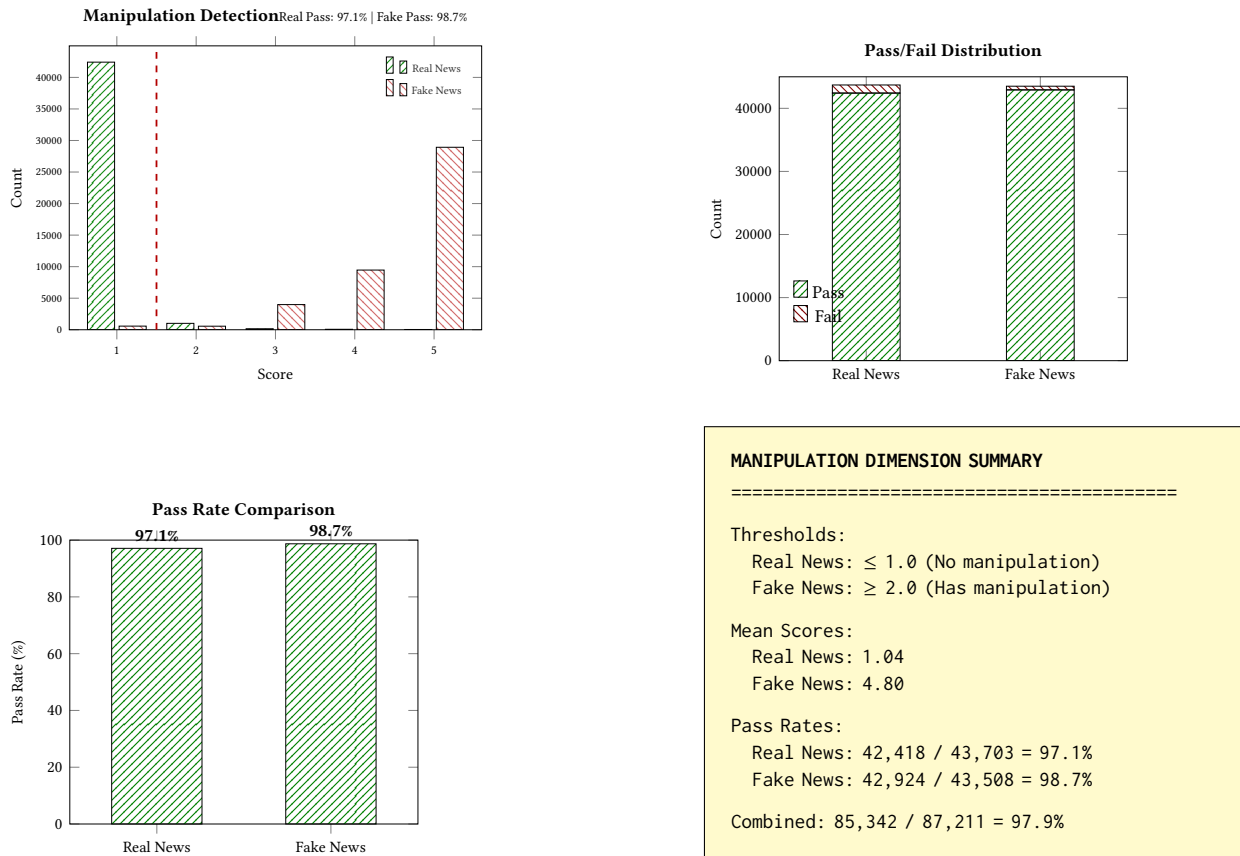 Manipulation Detection Real Pass: 97.1% | Fake Pass: 98.7%
40000
35000
30000
25000
20000
15000
10000
5000
0
Count
Real News
Fake News
1 2 3 4 5
Score
Pass/Fail Distribution
40000
30000
20000
10000
0
Count
Pass
Fail
Real News Fake News
Pass Rate Comparison
97.1% 98.7%
100
80
60
40
20
0
Pass Rate (%)
Real News Fake News
MANIPULATION DIMENSION SUMMARY
==========================================
Thresholds:
Real News: ≤ 1.0 (No manipulation)
Fake News: ≥ 2.0 (Has manipulation)
Mean Scores:
Real News: 1.04
Fake News: 4.80
Pass Rates:
Real News: 42,418 / 43,703 = 97.1%
Fake News: 42,924 / 43,508 = 98.7%
Combined: 85,342 / 87,211 = 97.9%